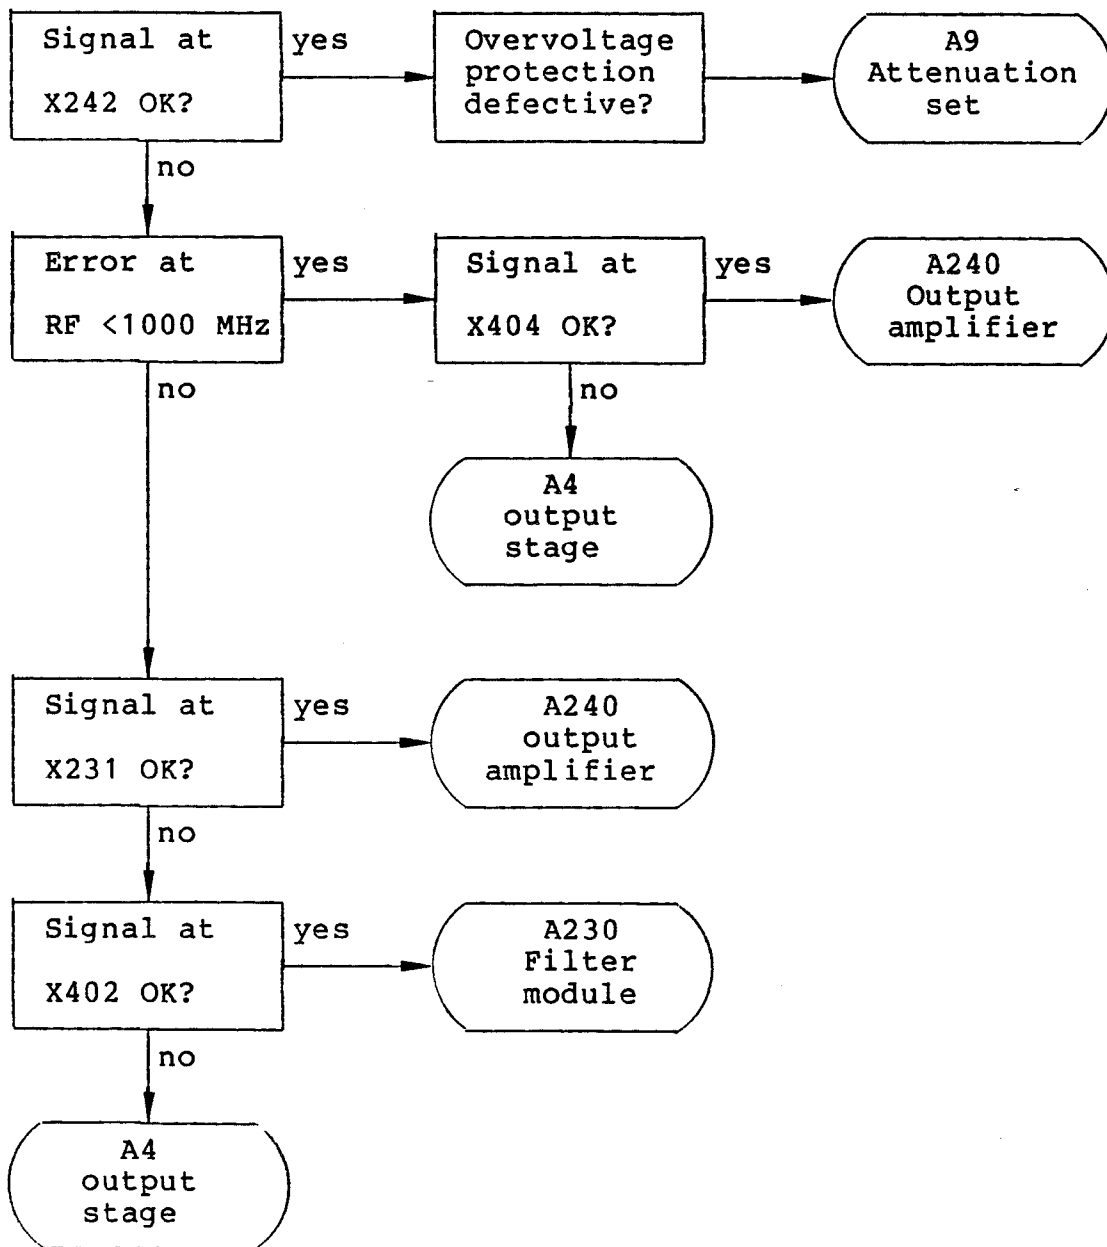 Signal at
X242 OK?
yes
Overvoltage
protection
defective?
A9
Attenuation
set
no
Error at
RF <1000 MHz
yes
Signal at
X404 OK?
yes
A240
Output
amplifier
no
no
A4
output
stage
Signal at
X231 OK?
yes
A240
output
amplifier
no
Signal at
X402 OK?
yes
A230
Filter
module
no
A4
output
stage